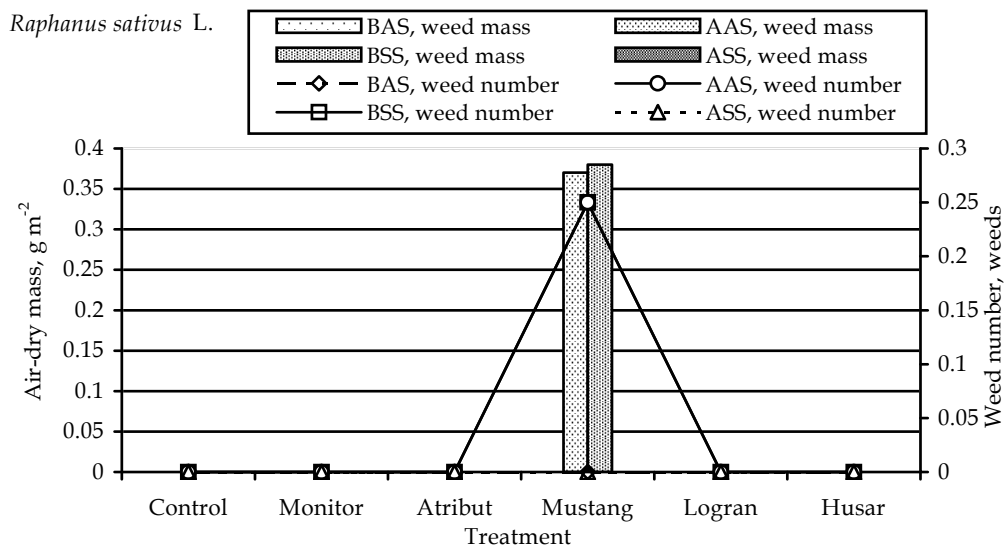 Raphanus sativus L.
BAS, weed mass AAS, weed mass
BSS, weed mass ASS, weed mass
BAS, weed number AAS, weed number
BSS, weed number ASS, weed number
Air-dry mass, g m-2
0.4
0.35
0.3
0.25
0.2
0.15
0.1
0.05
0
0.3
0.25
0.2
0.15
0.1
0.05
0
Weed number, weeds
Control Monitor Atribut Mustang Logran Husar
Treatment